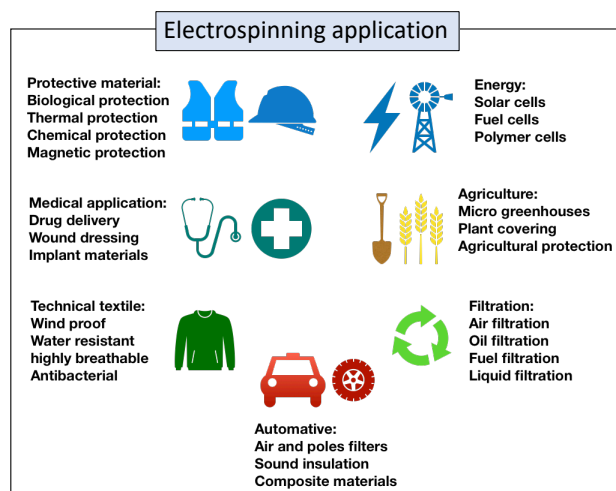 Electrospinning application
Protective material:
Biological protection
Thermal protection
Chemical protection
Magnetic protection
Energy:
Solar cells
Fuel cells
Polymer cells
Medical application:
Drug delivery
Wound dressing
Implant materials
Agriculture:
Micro greenhouses
Plant covering
Agricultural protection
Technical textile:
Wind proof
Water resistant
highly breathable
Antibacterial
Filtration:
Air filtration
Oil filtration
Fuel filtration
Liquid filtration
Automative:
Air and poles filters
Sound insulation
Composite materials